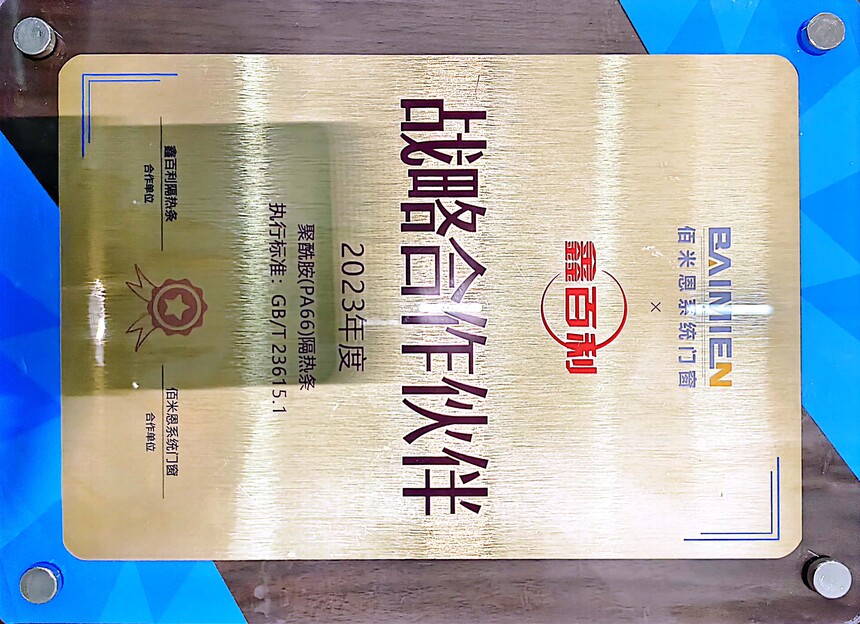 BAIMIEN
佰米恩系统门窗
×
鑫百利
战略合作伙伴
2023年度
聚酰胺(PA66)隔热条
执行标准：GB/T 23615.1
鑫百利隔热条
合作单位
佰米恩系统门窗
合作单位